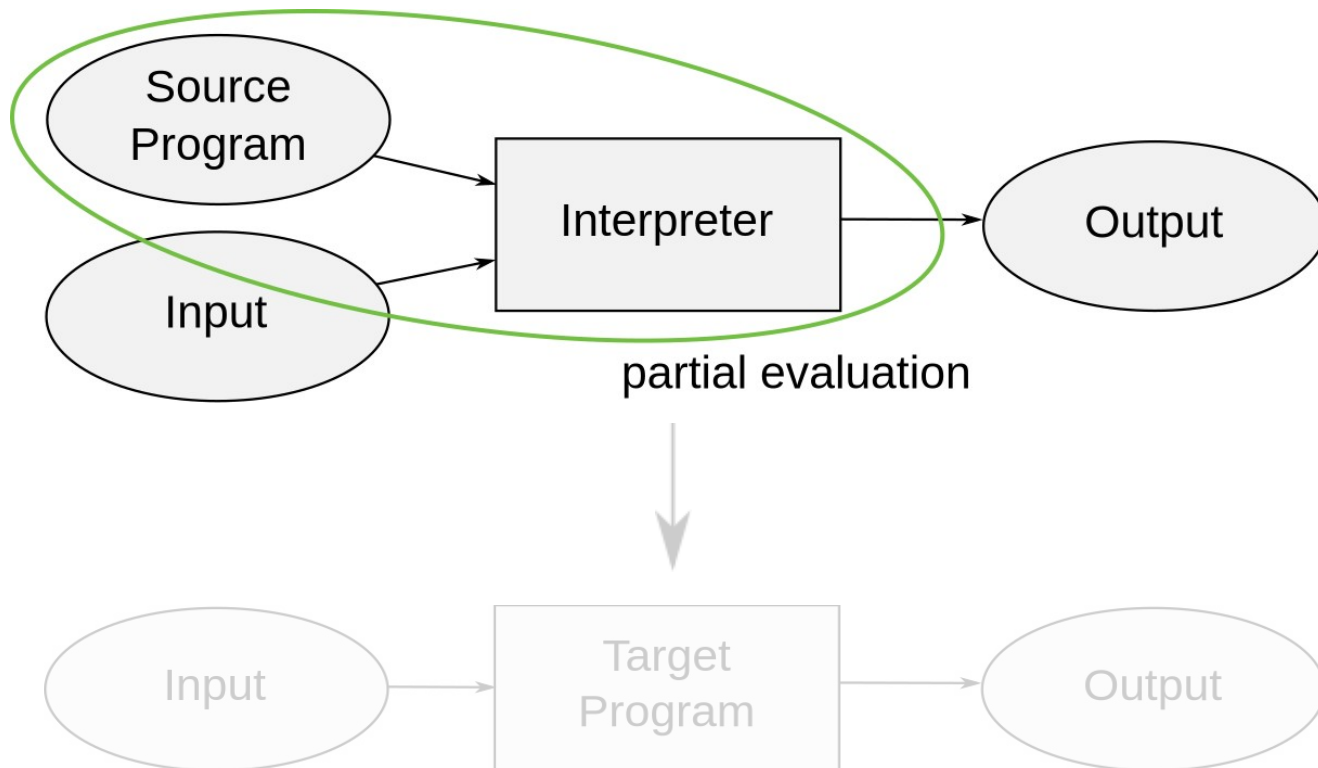 Source
Program
Interpreter
Output
Input
partial evaluation
Input
Target
Program
Output